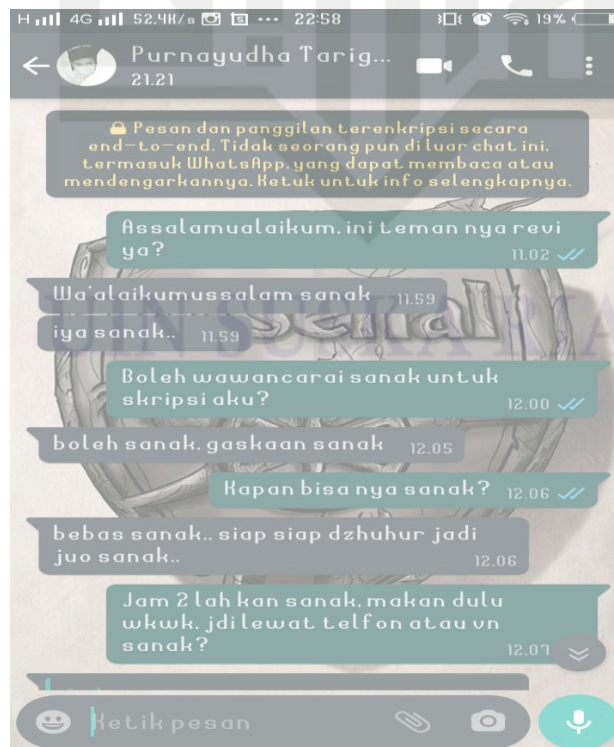 H 4G 52.4K/s 22:58 19%
Purnayudha Tarig...
21.21
Pesan dan panggilan terenkripsi secara
end-to-end. Tidak seorang pun di luar chat ini,
termasuk WhatsApp, yang dapat membaca atau
mendengarkannya. Ketuk untuk info selengkapnya.
Assalamualaikum, ini teman nya revi
ya? 11.02
Wa'alaikumussalam sanak 11.59
iya sanak.. 11.59
Arsenal
UIN SUSKA RIA
Boleh wawancarai sanak untuk
skripsi aku? 12.00
boleh sanak, gaskaan sanak 12.05
Kapan bisa nya sanak? 12.06
bebas sanak.. siap siap dzhuhur jadi
juo sanak.. 12.06
Jam 2 lah kan sanak, makan dulu
wkwk, jdi lewat telfon atau vn
sanak? 12.07
Ketik pesan